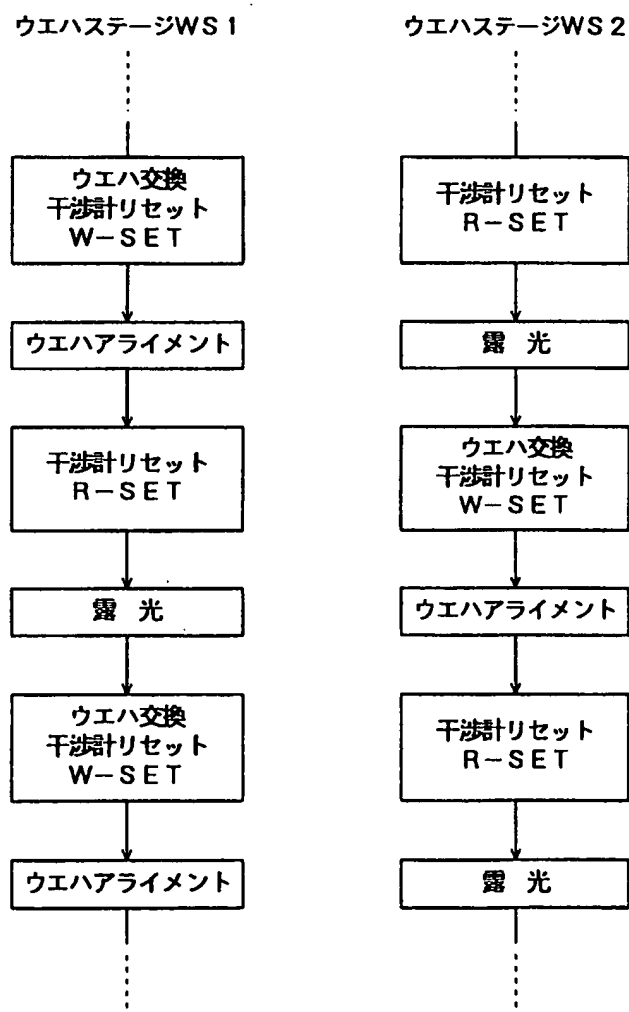 ウエハステージWS1
ウエハ交換
干渉計リセット
W-SET
ウエハアライメント
干渉計リセット
R-SET
露 光
ウエハ交換
干渉計リセット
W-SET
ウエハアライメント
ウエハステージWS2
干渉計リセット
R-SET
露 光
ウエハ交換
干渉計リセット
W-SET
ウエハアライメント
干渉計リセット
R-SET
露 光